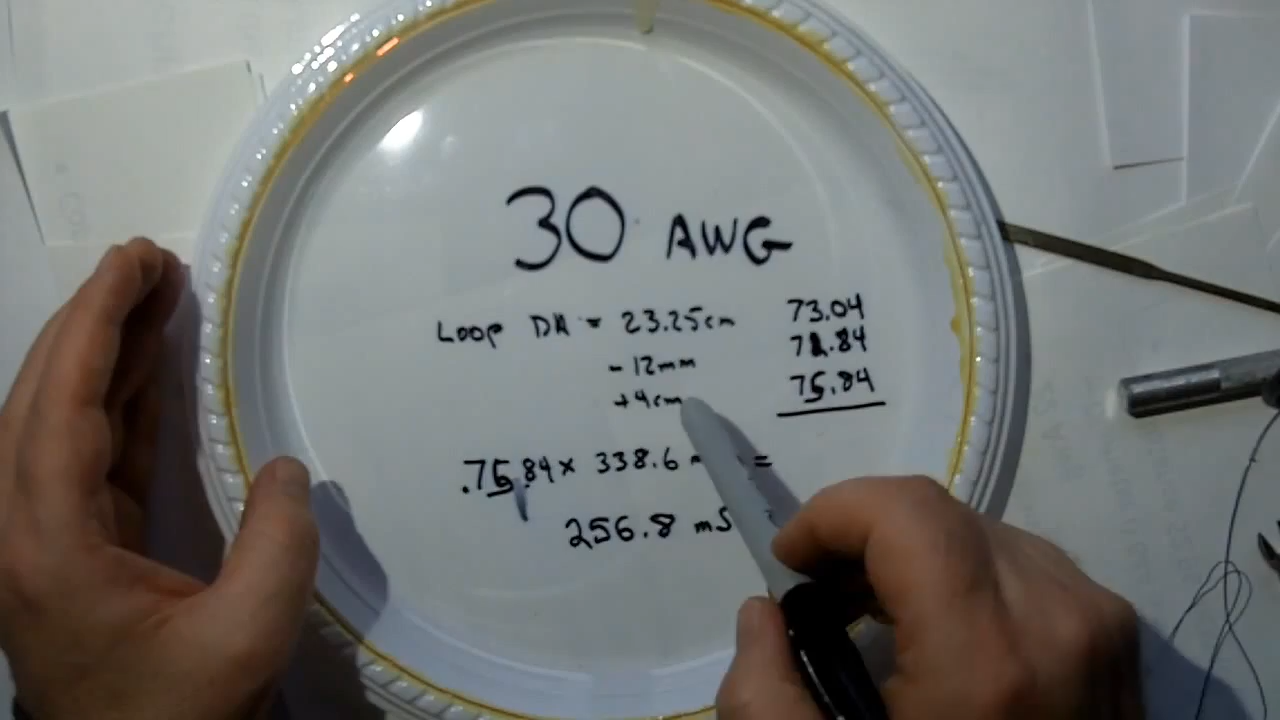 30 AWG
LOOP DIA = 23.25cm 73.04
- 12mm 71.84
+4cm 75.84
.7584 x 338.6 =
256.8 mS